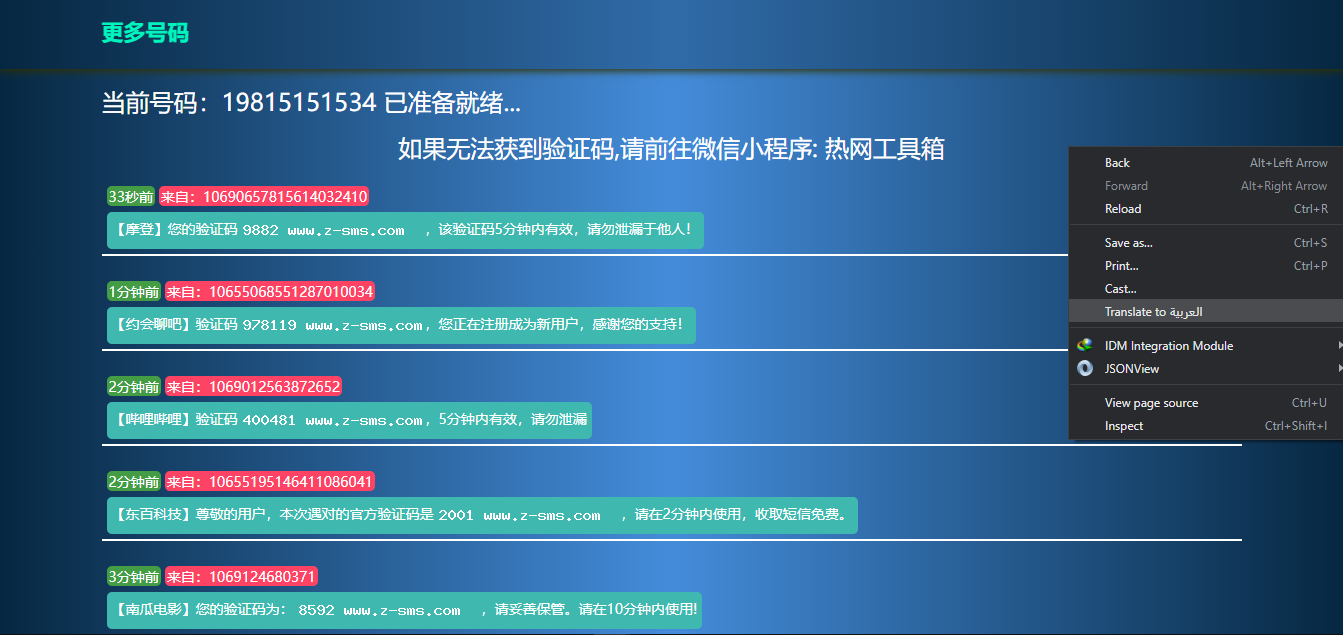 更多号码
当前号码：19815151534 已准备就绪...
如果无法获到验证码,请前往微信小程序: 热网工具箱
33秒前 来自：10690657815614032410
【摩登】您的验证码 9882 www.z-sms.com ，该验证码5分钟内有效，请勿泄漏于他人！
1分钟前 来自：10655068551287010034
【约会聊吧】验证码 978119 www.z-sms.com，您正在注册成为新用户，感谢您的支持！
2分钟前 来自：1069012563872652
【哔哩哔哩】验证码 400481 www.z-sms.com，5分钟内有效，请勿泄漏
2分钟前 来自：10655195146411086041
【东百科技】尊敬的用户，本次遇对的官方验证码是 2001 www.z-sms.com ，请在2分钟内使用，收取短信免费。
3分钟前 来自：1069124680371
【南瓜电影】您的验证码为： 8592 www.z-sms.com ，请妥善保管。请在10分钟内使用!
Back Alt+Left Arrow
Forward Alt+Right Arrow
Reload Ctrl+R
Save as... Ctrl+S
Print... Ctrl+P
Cast...
Translate to العربية
IDM Integration Module
JSONView
View page source Ctrl+U
Inspect Ctrl+Shift+I